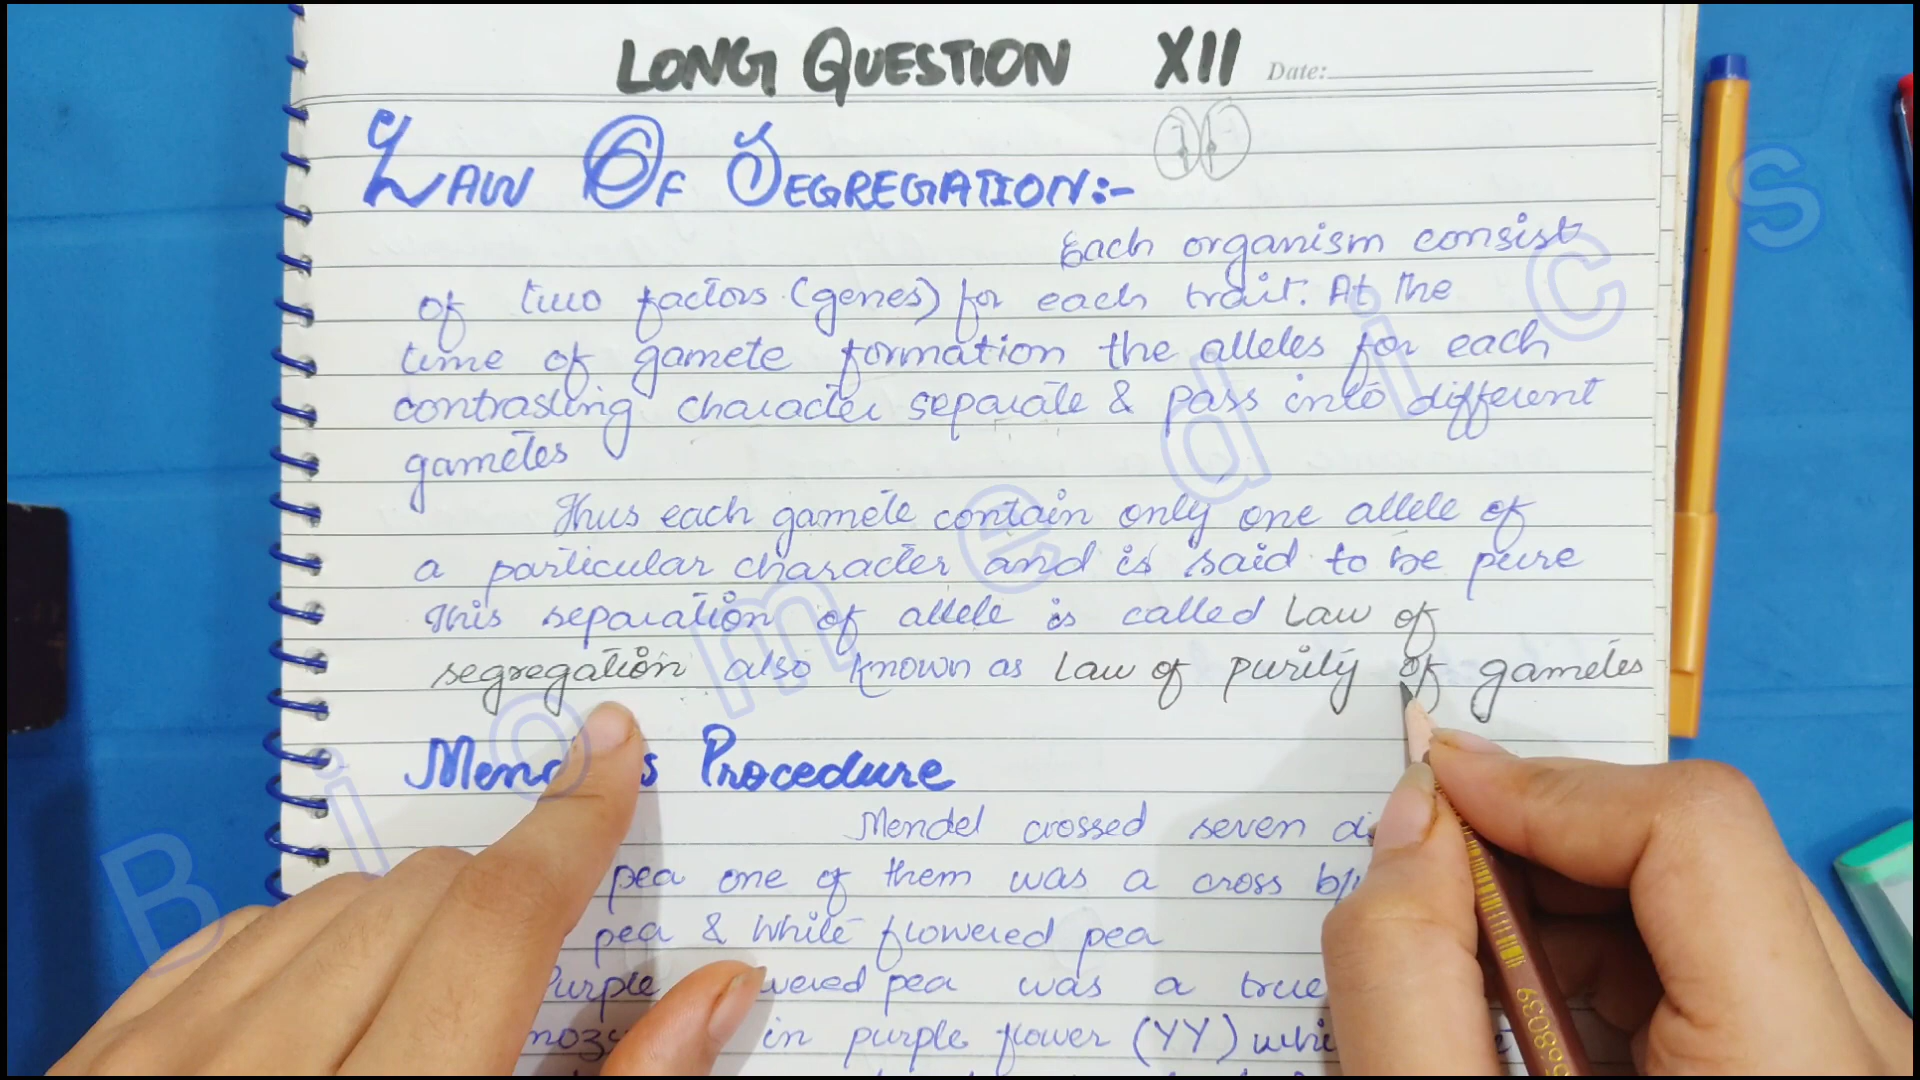 LONG QUESTION XII Date:
LAW OF SEGREGATION:-
Each organism consist
of two factors (genes) for each trait. At the
time of gamete formation the alleles for each
contrasting character separate & pass into different
gametes
Thus each gamete contain only one allele of
a particular character and is said to be pure
This separation of allele is called Law of
segregation also known as Law of purity of gametes
Procedure
Mendel crossed seven
pea one of them was a cross
pea & White flowered pea
Purple pea was a true
in purple flower (YY)
Biomedics
58039